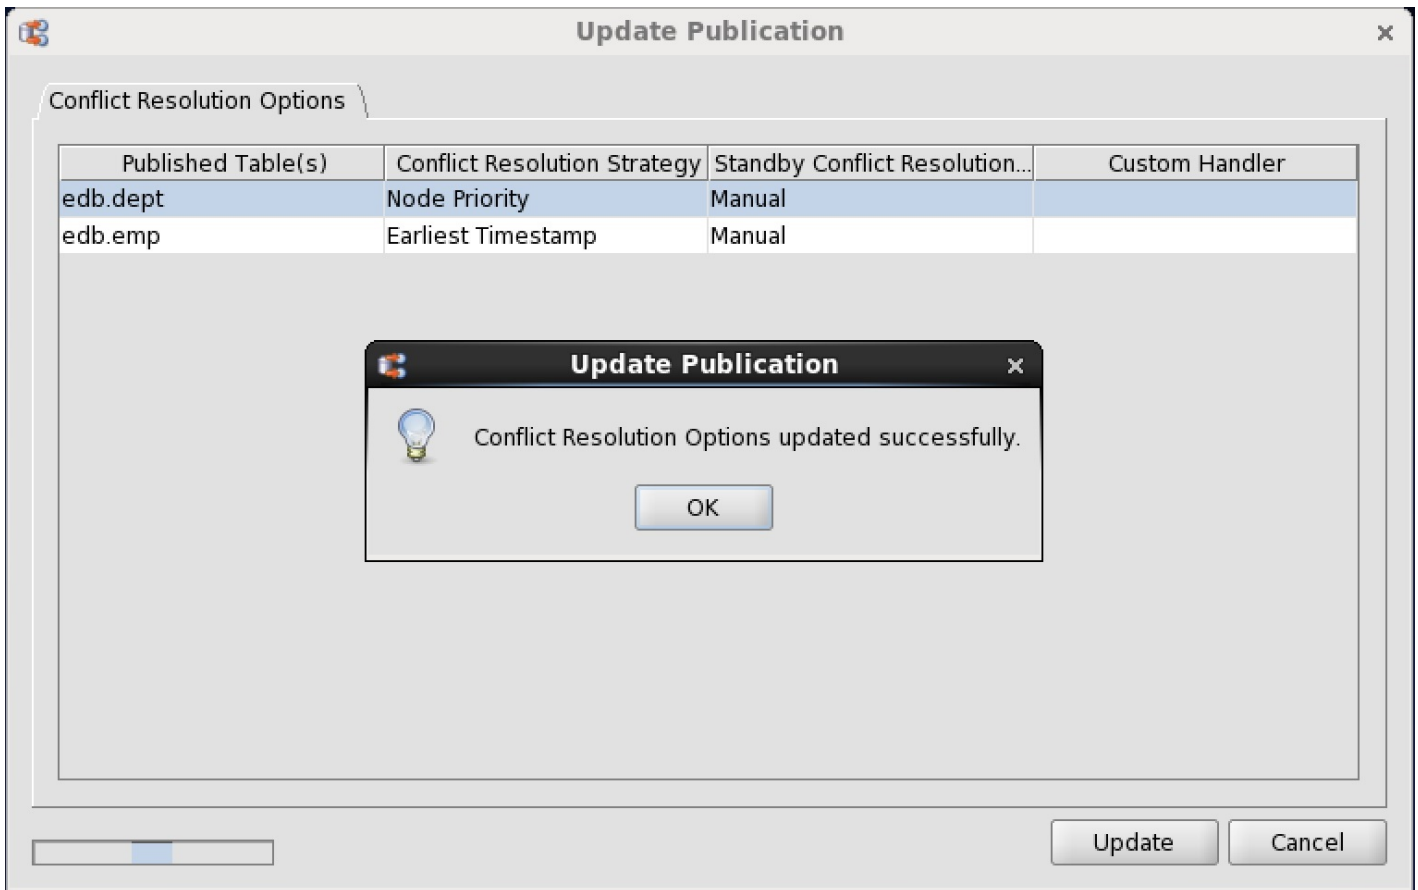 Update Publication
Conflict Resolution Options
Published Table(s) Conflict Resolution Strategy Standby Conflict Resolution... Custom Handler
edb.dept Node Priority Manual
edb.emp Earliest Timestamp Manual
Update Publication
Conflict Resolution Options updated successfully.
OK
Update Cancel